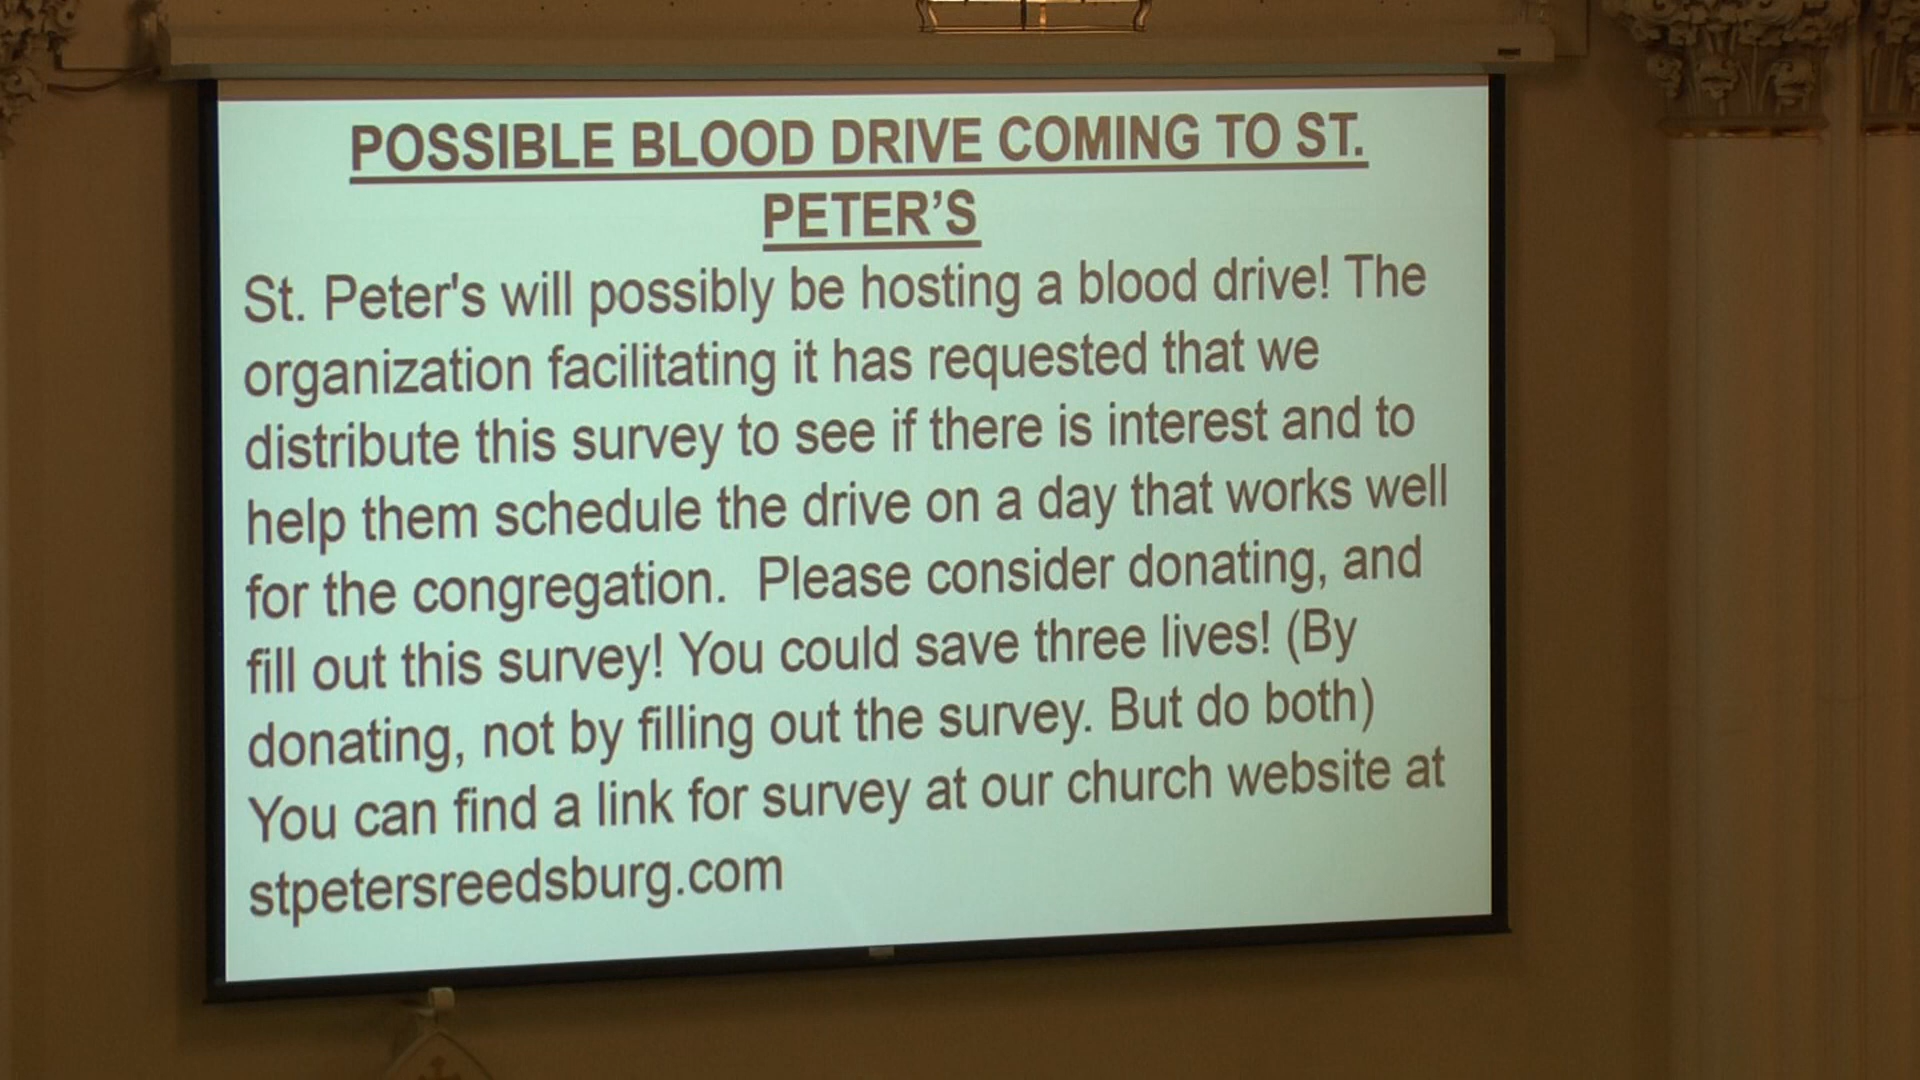 POSSIBLE BLOOD DRIVE COMING TO ST.
PETER’S
St. Peter's will possibly be hosting a blood drive! The
organization facilitating it has requested that we
distribute this survey to see if there is interest and to
help them schedule the drive on a day that works well
for the congregation.  Please consider donating, and
fill out this survey! You could save three lives! (By
donating, not by filling out the survey. But do both)
You can find a link for survey at our church website at
stpetersreedsburg.com